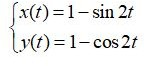 x(t) = 1 − sin 2t
y(t) = 1 − cos 2t